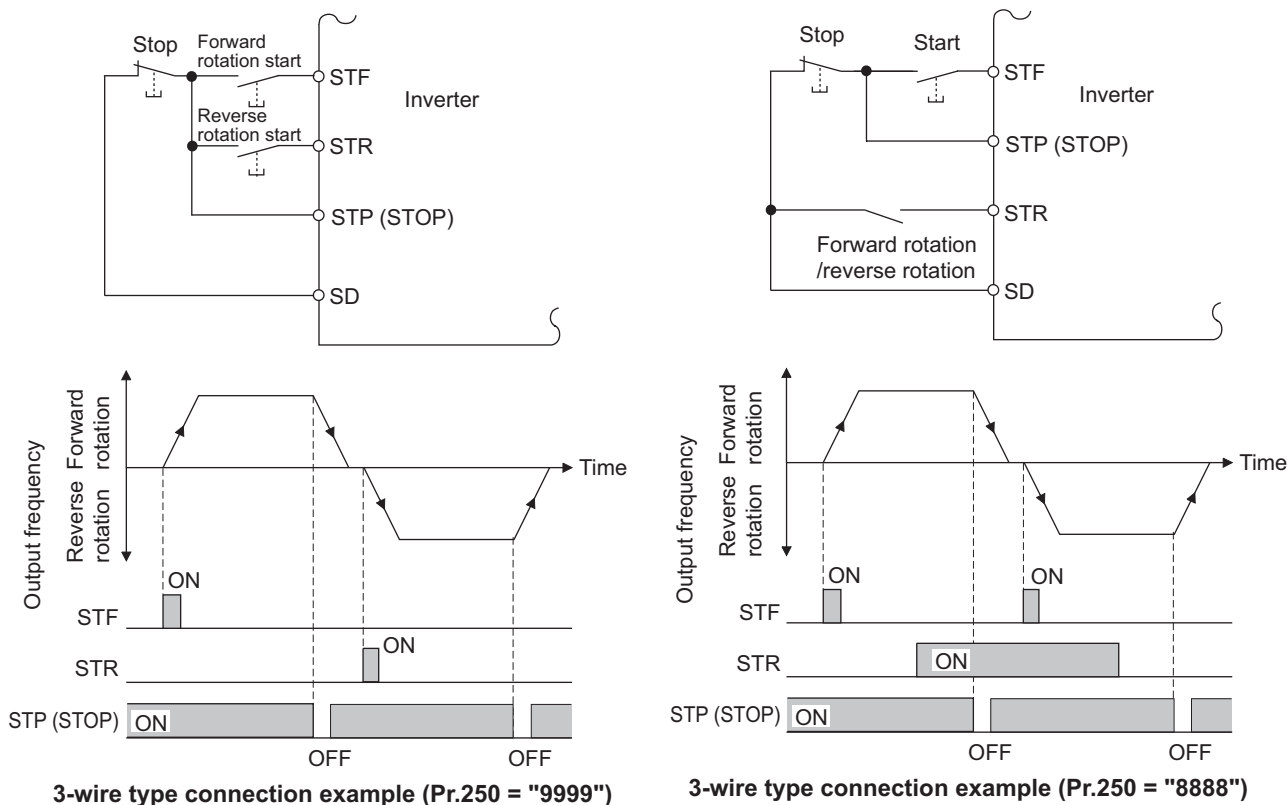 Stop
Forward
rotation start
STF
Inverter
Reverse
rotation start
STR
STP (STOP)
SD
Output frequency
Reverse Forward
rotation rotation
Time
ON
STF
ON
STR
STP (STOP)
ON
OFF
OFF
3-wire type connection example (Pr.250 = "9999")
Stop
Start
STF
Inverter
STP (STOP)
STR
Forward rotation
/reverse rotation
SD
Output frequency
Reverse Forward
rotation rotation
Time
ON
ON
STF
STR
ON
STP (STOP)
ON
OFF
OFF
3-wire type connection example (Pr.250 = "8888")